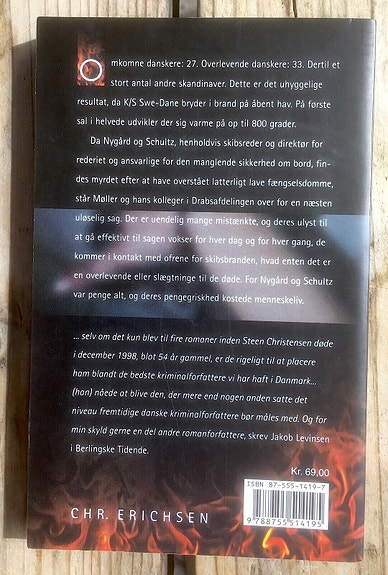 Omkomne danskere: 27. Overlevende danskere: 33. Dertil et
stort antal andre skandinaver. Dette er det uhyggelige
resultat, da K/S Swe-Dane bryder i brand på åbent hav. På første
sal i helvede udvikler der sig varme på op til 800 grader.
Da Nygård og Schultz, henholdvis skibsreder og direktør for
rederiet og ansvarlige for den manglende sikkerhed om bord, fin-
des myrdet efter at have overstået latterligt lave fængselsdomme,
står Møller og hans kolleger i Drabsafdelingen over for en næsten
uløselig sag. Der er uendelig mange mistænkte, og deres ulyst til
at gå effektivt til sagen vokser for hver dag og for hver gang, de
kommer i kontakt med ofrene for skibsbranden, hvad enten det er
en overlevende eller slægtninge til de døde. For Nygård og Schultz
var penge alt, og deres pengegriskhed kostede menneskeliv.
... selv om det kun blev til fire romaner inden Steen Christensen døde
i december 1998, blot 54 år gammel, er de rigeligt til at placere
ham blandt de bedste kriminalforfattere vi har haft i Danmark...
(han) nåede at blive den, der mere end nogen anden satte det
niveau fremtidige danske kriminalforfattere bør måles med. Og for
min skyld gerne en del andre romanforfattere, skrev Jakob Levinsen
i Berlingske Tidende.
Kr. 69,00
ISBN 87-555-1419-7
9 788755 514195
CHR. ERICHSEN